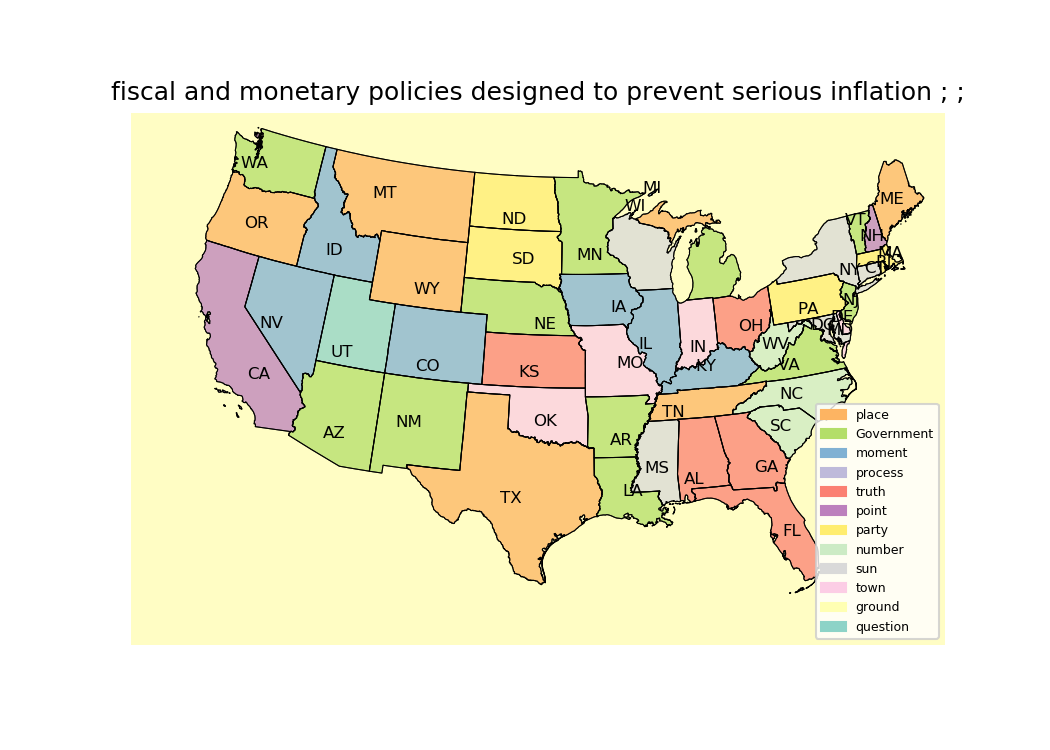 fiscal and monetary policies designed to prevent serious inflation ; ;
WA
MT
ND
MN
WI
MI
ME
VT
NH
OR
ID
SD
WY
MA
RI
CT
NY
NV
UT
CO
NE
IA
IL
IN
OH
PA
NJ
DE
MD
DC
WV
VA
KY
CA
KS
MO
AZ
NM
OK
AR
TN
NC
SC
TX
LA
MS
AL
GA
FL
place
Government
moment
process
truth
point
party
number
sun
town
ground
question